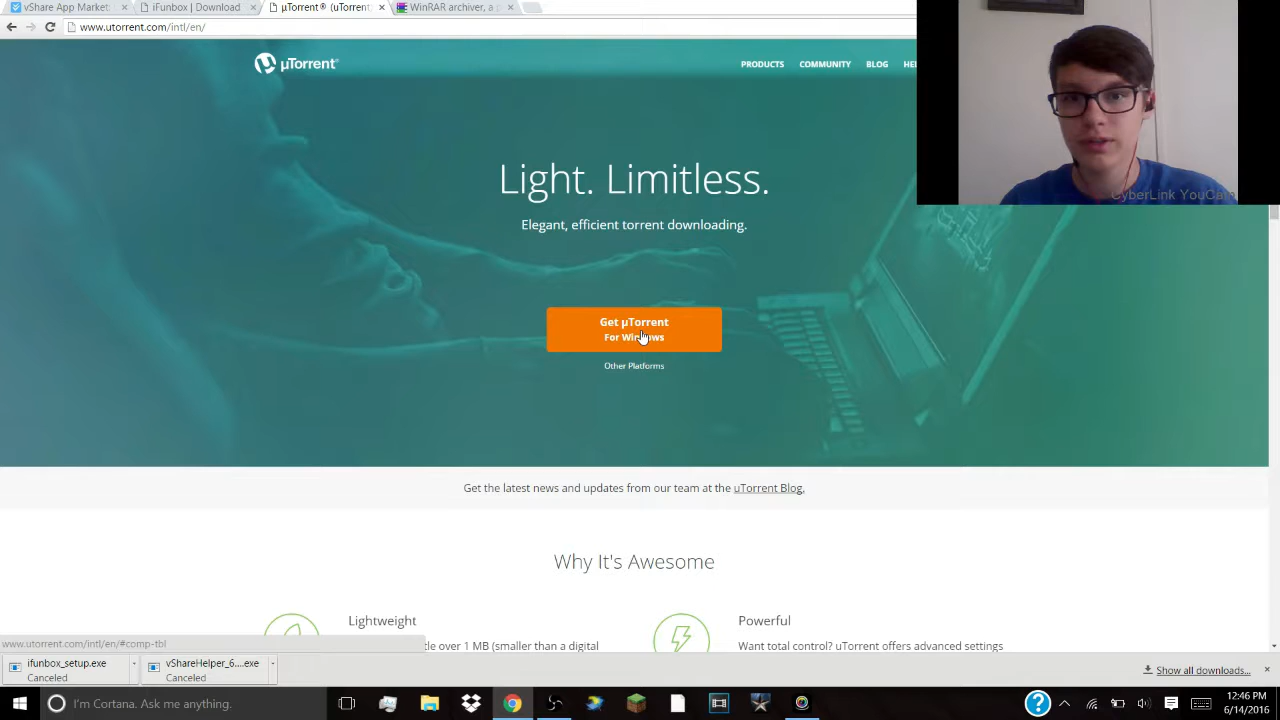 vShare App Market
iFunbox | Download
µTorrent® (uTorrent)
WinRAR archiver, a p
www.utorrent.com/intl/en/
µTorrent®
PRODUCTS
COMMUNITY
BLOG
HEL
CyberLink YouCam
Light. Limitless.
Elegant, efficient torrent downloading.
Get µTorrent
For Windows
Other Platforms
Get the latest news and updates from our team at the uTorrent Blog.
Why It's Awesome
Lightweight
Powerful
www.utorrent.com/intl/en/#comp-tbl
tle over 1 MB (smaller than a digital
Want total control? uTorrent offers advanced settings
ifunbox_setup.exe
Canceled
vShareHelper_6....exe
Canceled
Show all downloads...
I'm Cortana. Ask me anything.
?
12:46 PM
6/14/2016